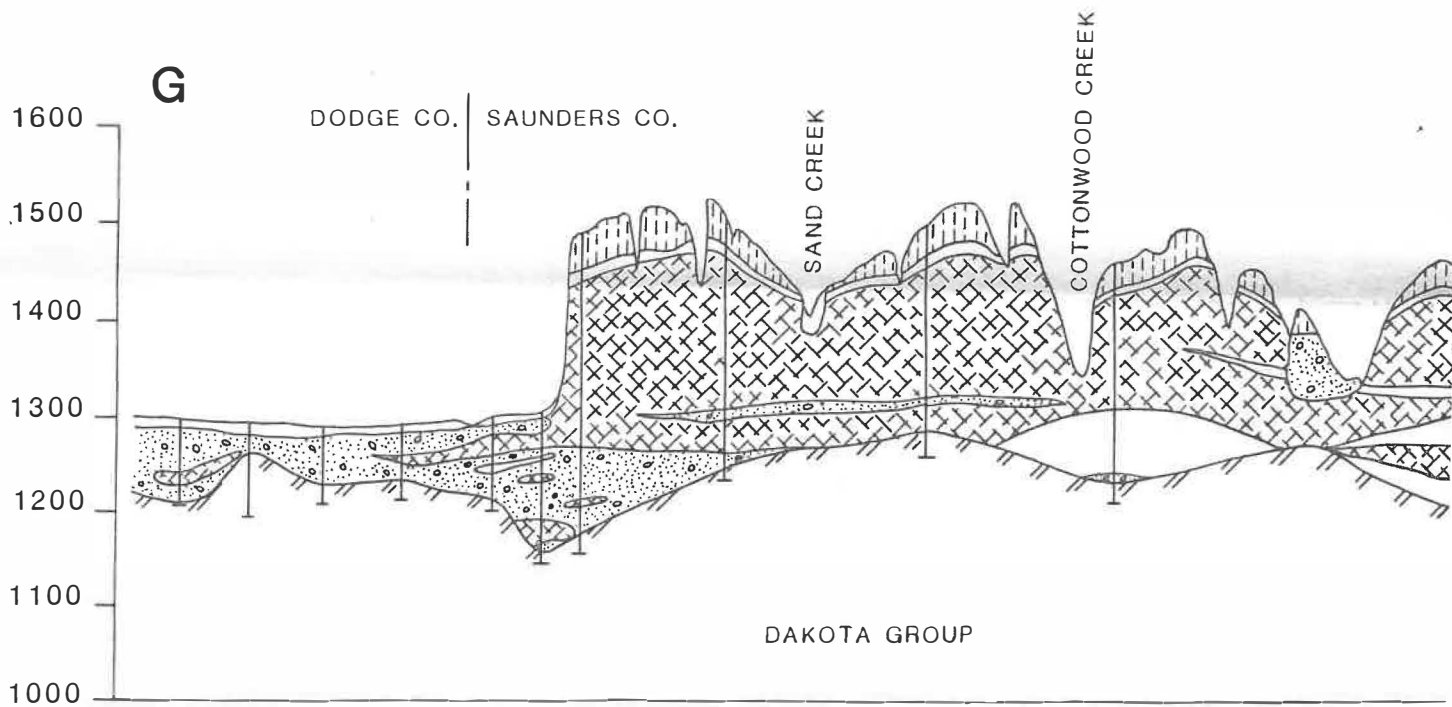 G
DODGE CO. SAUNDERS CO.
SAND CREEK
COTTONWOOD CREEK
1600
1500
1400
1300
1200
1100
1000
DAKOTA GROUP